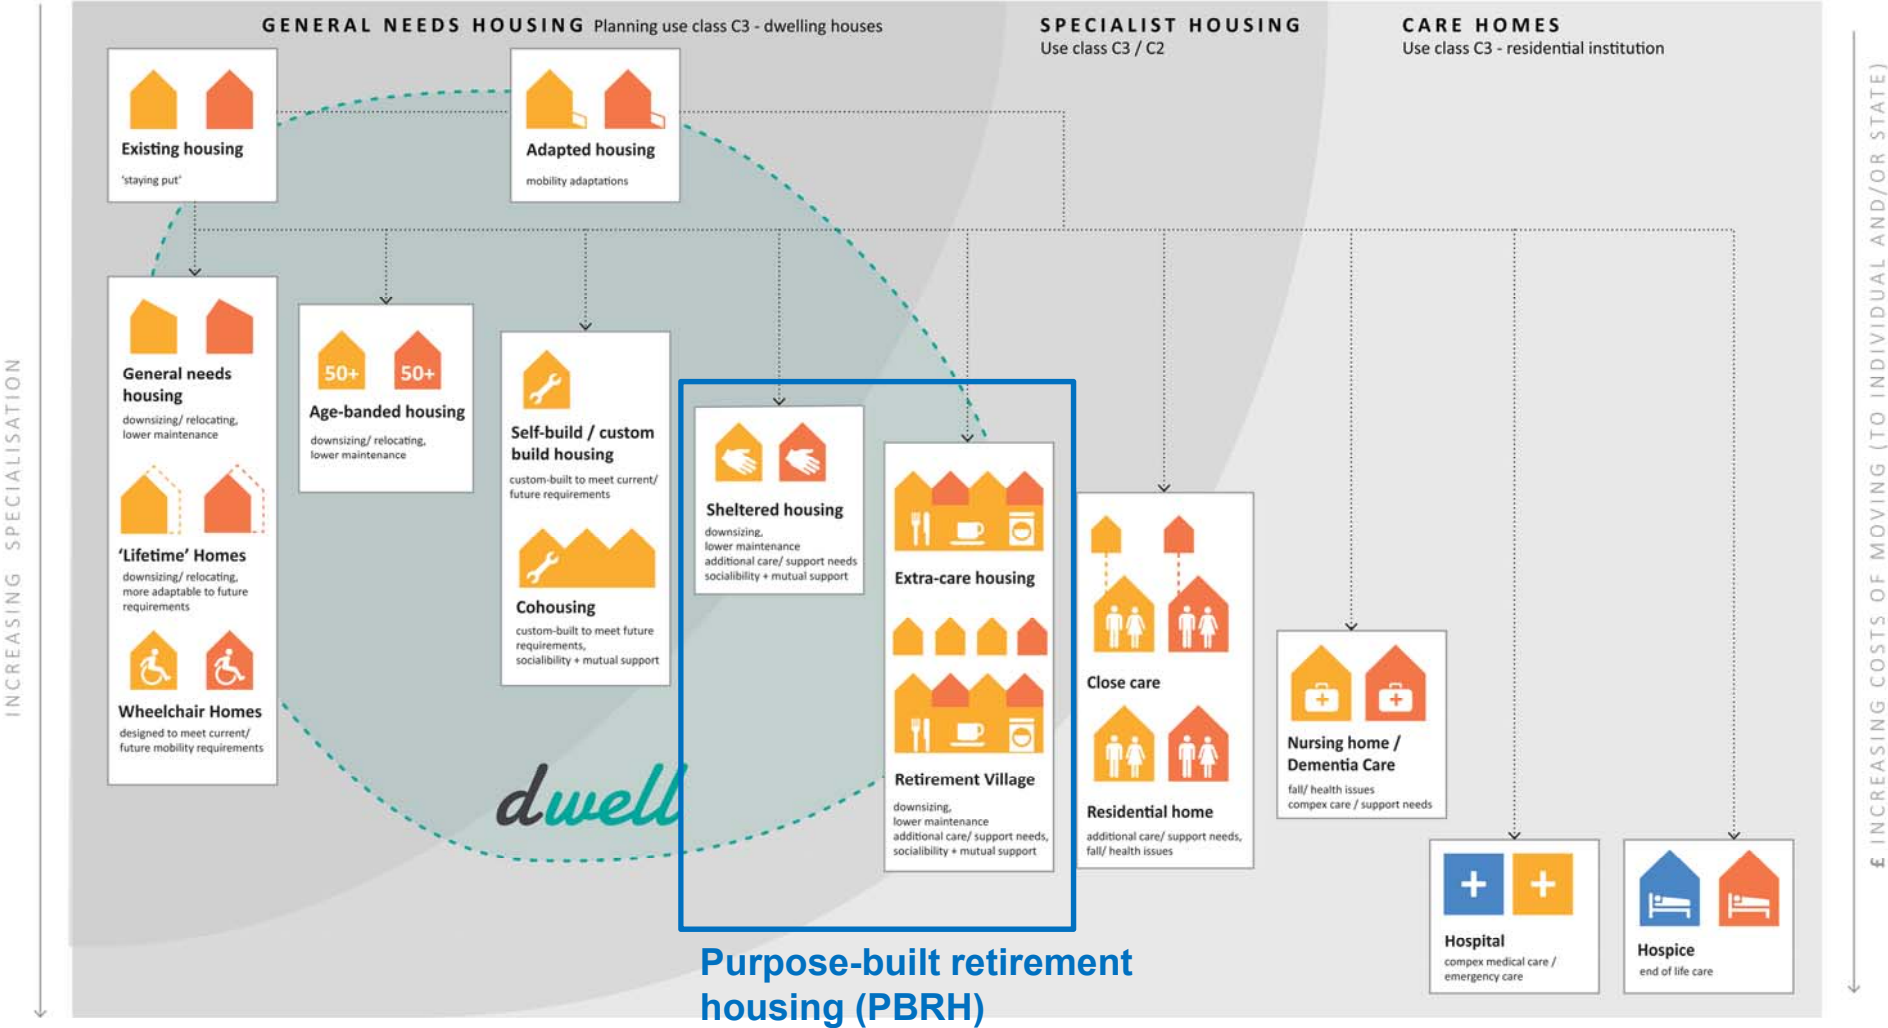 GENERAL NEEDS HOUSING Planning use class C3 - dwelling houses
SPECIALIST HOUSING
Use class C3 / C2
CARE HOMES
Use class C3 - residential institution
INCREASING SPECIALISATION
£ INCREASING COSTS OF MOVING (TO INDIVIDUAL AND/OR STATE)
Existing housing
'staying put'
Adapted housing
mobility adaptations
General needs
housing
downsizing/ relocating,
lower maintenance
'Lifetime' Homes
downsizing/ relocating,
more adaptable to future
requirements
Wheelchair Homes
designed to meet current/
future mobility requirements
50+
50+
Age-banded housing
downsizing/ relocating,
lower maintenance
Self-build / custom
build housing
custom-built to meet current/
future requirements
Cohousing
custom-built to meet future
requirements,
socialibility + mutual support
Sheltered housing
downsizing,
lower maintenance
additional care/ support needs
socialibility + mutual support
Extra-care housing
Retirement Village
downsizing,
lower maintenance
additional care/ support needs,
socialibility + mutual support
Close care
Residential home
additional care/ support needs,
fall/ health issues
Nursing home /
Dementia Care
fall/ health issues
compex care / support needs
Hospital
compex medical care /
emergency care
Hospice
end of life care
dwell
Purpose-built retirement
housing (PBRH)